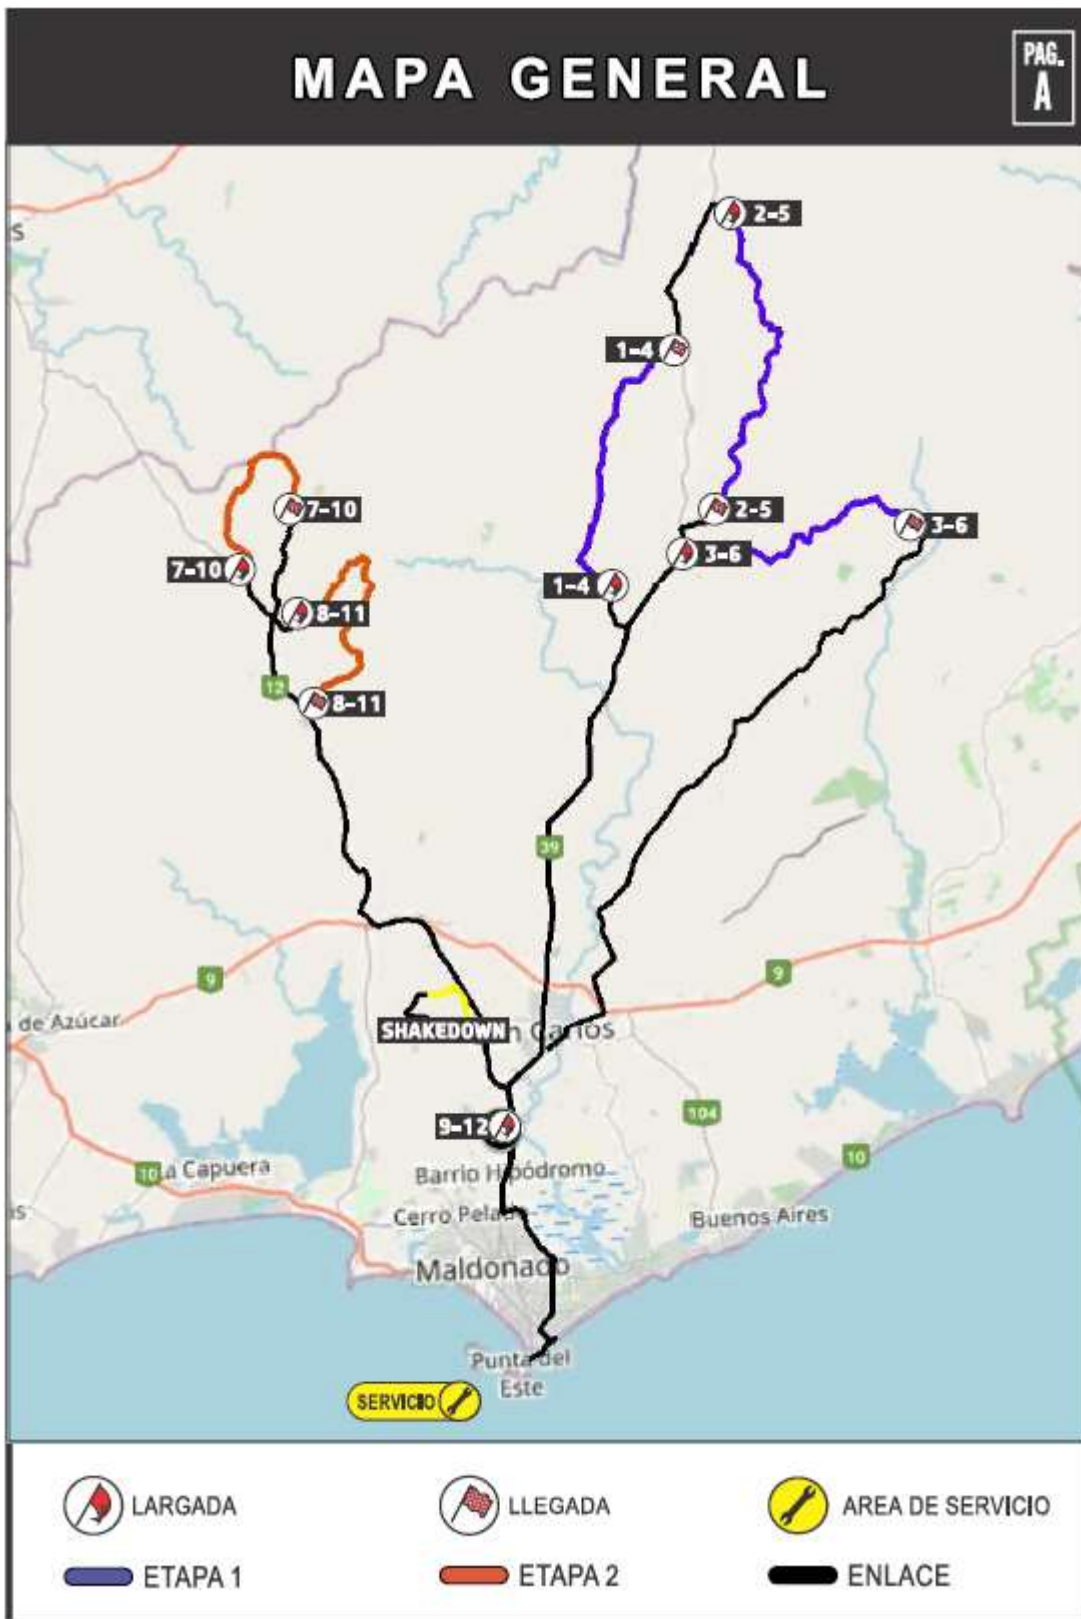 MAPA GENERAL
PAG.
A
S
2-5
1-4
7-10
2-5
3-6
3-6
7-10
1-4
8-11
12
8-11
39
9
9
a de Azúcar
SHAKEDOWN
n Carlos
104
9-12
10
10
a Capuera
Barrio Hipódromo
Cerro Pelado
Buenos Aires
is
Maldonado
Punta del
Este
SERVICIO
LARGADA
LLEGADA
AREA DE SERVICIO
ETAPA 1
ETAPA 2
ENLACE